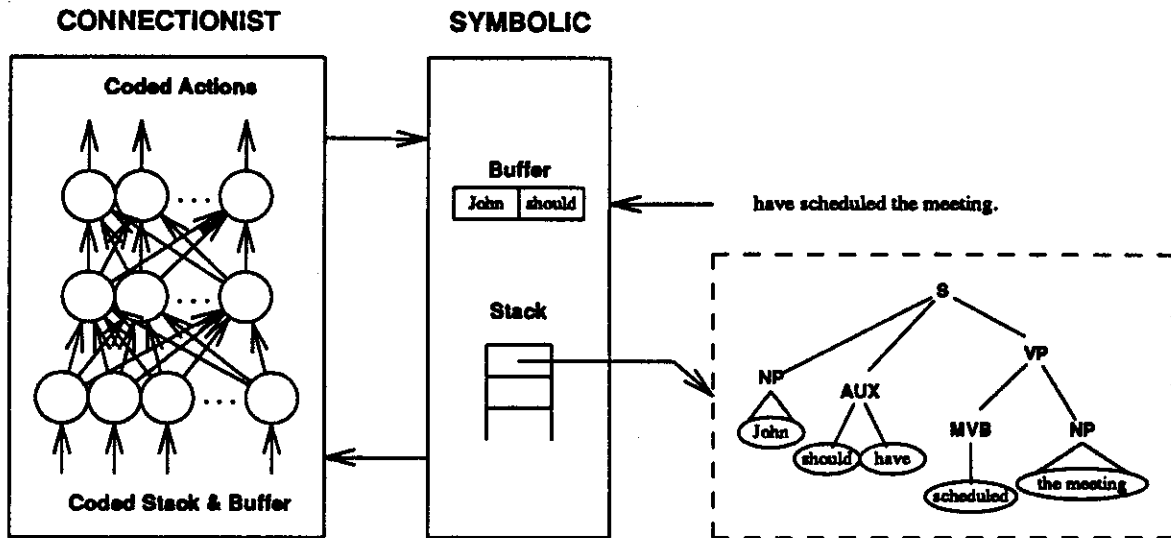 CONNECTIONIST
SYMBOLIC
Coded Actions
Buffer
John should
have scheduled the meeting.
Stack
S
VP
NP
AUX
John
MVB
NP
should have
the meeting
scheduled
Coded Stack & Buffer